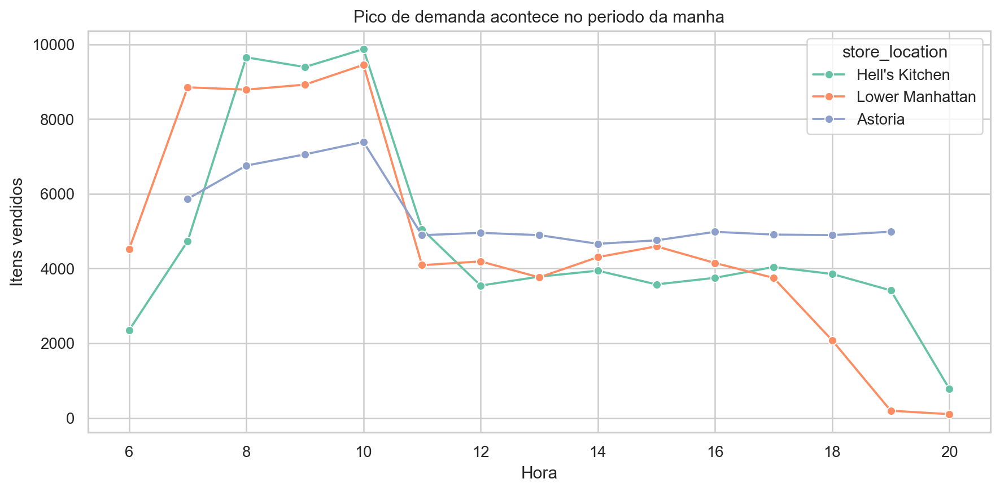 Pico de demanda acontece no periodo da manha
store_location
Hell's Kitchen
Lower Manhattan
Astoria
Itens vendidos
10000
8000
6000
4000
2000
0
6 8 10 12 14 16 18 20
Hora